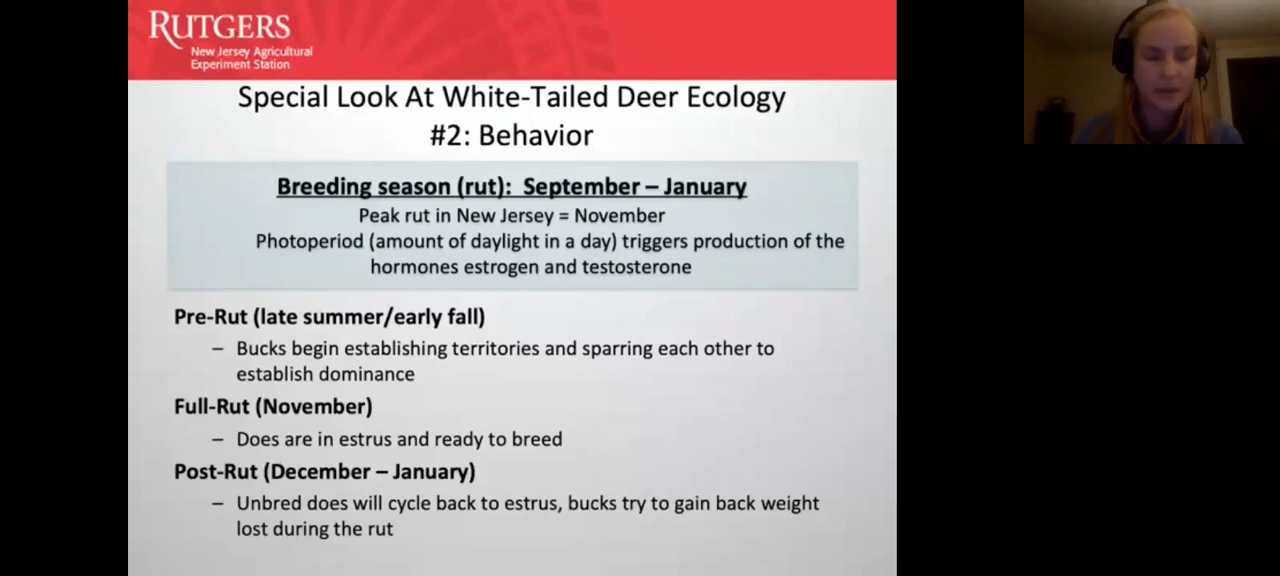 RUTGERS
New Jersey Agricultural
Experiment Station
Special Look At White-Tailed Deer Ecology
#2: Behavior
Breeding season (rut): September – January
Peak rut in New Jersey = November
Photoperiod (amount of daylight in a day) triggers production of the
hormones estrogen and testosterone
Pre-Rut (late summer/early fall)
– Bucks begin establishing territories and sparring each other to
establish dominance
Full-Rut (November)
– Does are in estrus and ready to breed
Post-Rut (December – January)
– Unbred does will cycle back to estrus, bucks try to gain back weight
lost during the rut